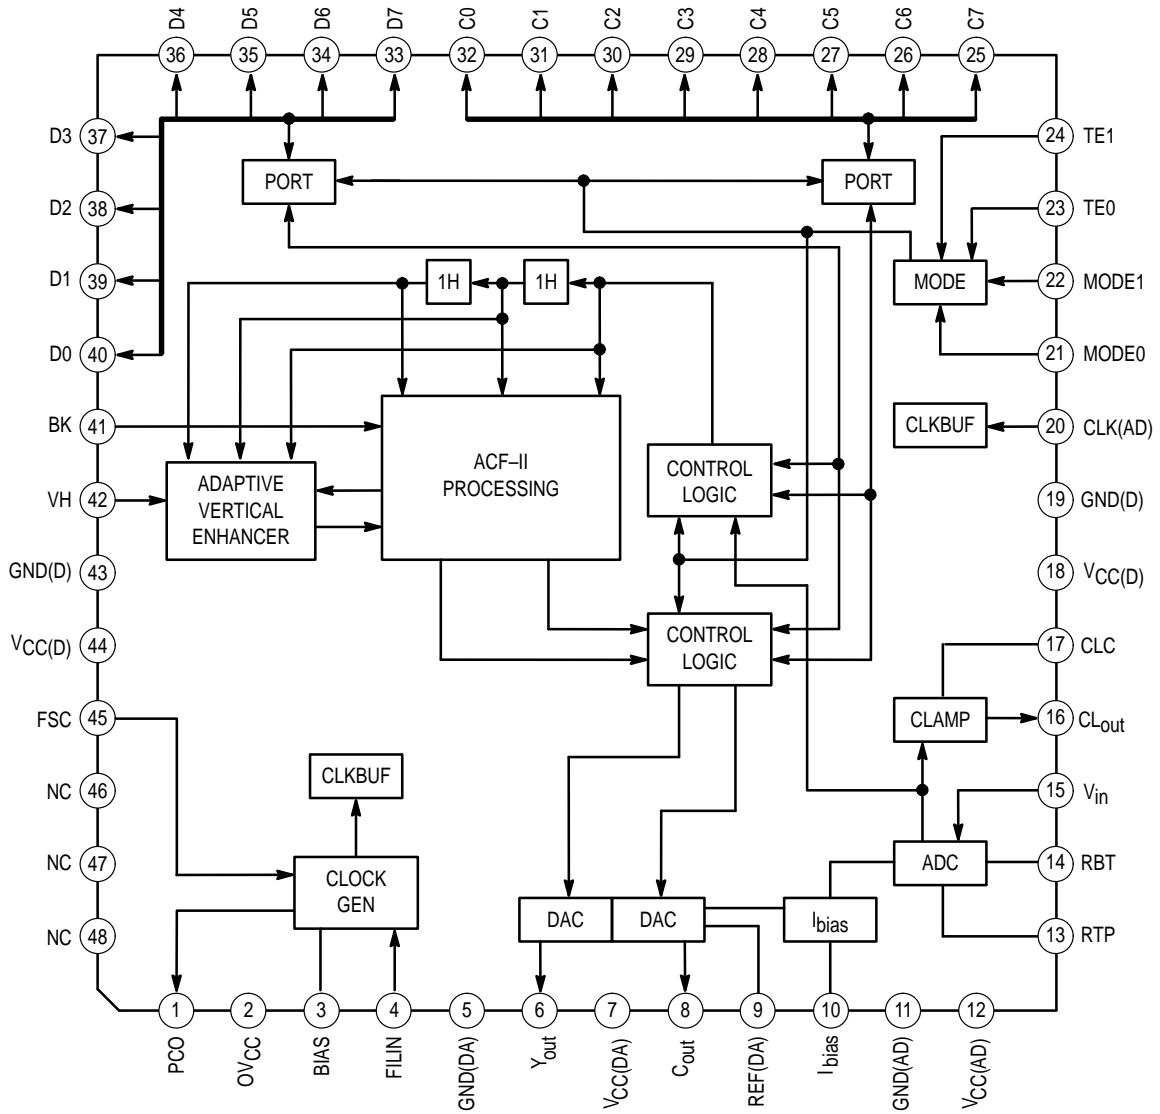 D4 D5 D6 D7 C0 C1 C2 C3 C4 C5 C6 C7
36 35 34 33 32 31 30 29 28 27 26 25
D3 37
24 TE1
PORT PORT
D2 38
23 TE0
D1 39
1H 1H
MODE
22 MODE1
D0 40
21 MODE0
BK 41
CLKBUF
20 CLK(AD)
ACF–II
PROCESSING
CONTROL
LOGIC
ADAPTIVE
VERTICAL
ENHANCER
VH 42
19 GND(D)
GND(D) 43
18 VCC(D)
VCC(D) 44
CONTROL
LOGIC
17 CLC
FSC 45
CLAMP
16 CLout
CLKBUF
NC 46
15 Vin
NC 47
CLOCK
GEN
ADC
14 RBT
NC 48
DAC DAC
Ibias
13 RTP
1 2 3 4 5 6 7 8 9 10 11 12
PCO OVCC BIAS FILIN GND(DA) Yout VCC(DA) Cout REF(DA) Ibias GND(AD) VCC(AD)